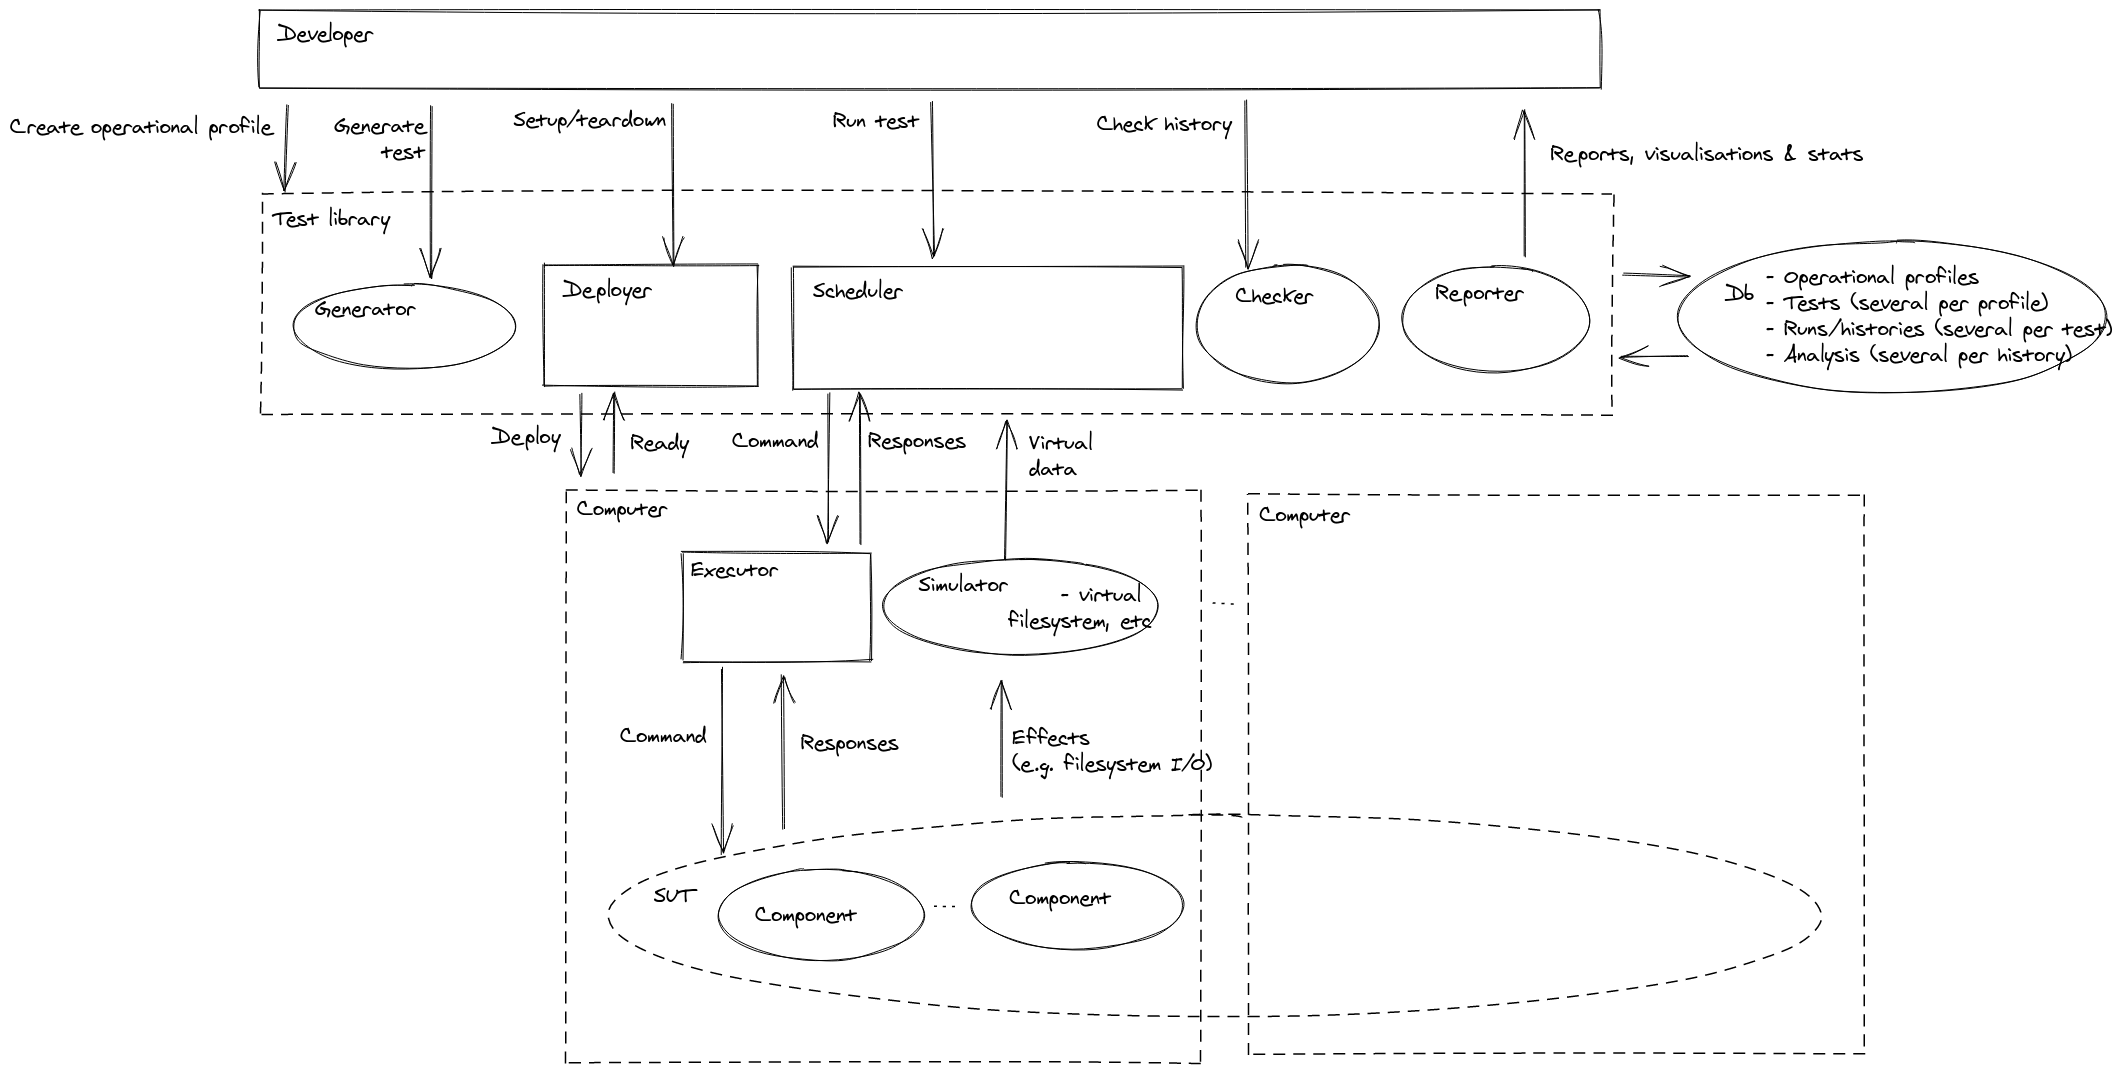 Developer
Create operational profile
Generate
test
Setup/teardown
Run test
Check history
Reports, visualisations & stats
Test library
Generator
Deployer
Scheduler
Checker
Reporter
Db
- Operational profiles
- Tests (several per profile)
- Runs/histories (several per test)
- Analysis (several per history)
Deploy
Ready
Command
Responses
Virtual
data
Computer
Computer
Executor
Simulator
- virtual
filesystem, etc
...
Command
Responses
Effects
(e.g. filesystem I/O)
SUT
Component
...
Component